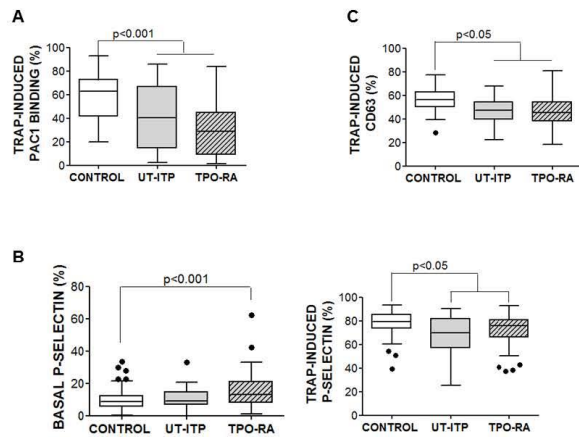 A
p<0.001
TRAP-INDUCED
PAC1 BINDING (%)
100
80
60
40
20
0
CONTROL UT-ITP TPO-RA
C
p<0.05
TRAP-INDUCED
CD63 (%)
100
80
60
40
20
0
CONTROL UT-ITP TPO-RA
B
p<0.001
BASAL P-SELECTIN (%)
80
60
40
20
0
CONTROL UT-ITP TPO-RA
p<0.05
TRAP-INDUCED
P-SELECTIN (%)
100
80
60
40
20
0
CONTROL UT-ITP TPO-RA